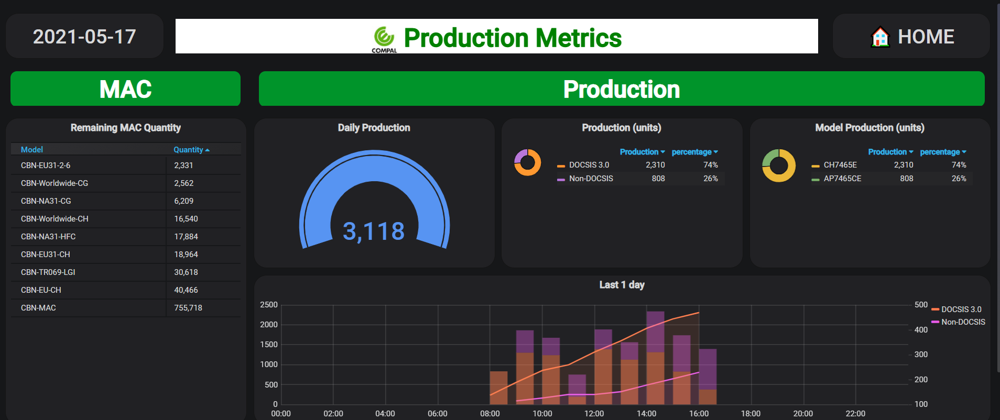 2021-05-17
COMPAL
Production Metrics
HOME
MAC
Production
Remaining MAC Quantity
Model Quantity
CBN-EU31-2-6 2,331
CBN-Worldwide-CG 2,562
CBN-NA31-CG 6,209
CBN-Worldwide-CH 16,540
CBN-NA31-HFC 17,884
CBN-EU31-CH 18,964
CBN-TR069-LGI 30,618
CBN-EU-CH 40,466
CBN-MAC 755,718
Daily Production
3,118
Production (units)
Production percentage
DOCSIS 3.0 2,310 74%
Non-DOCSIS 808 26%
Model Production (units)
Production percentage
CH7465E 2,310 74%
AP7465CE 808 26%
Last 1 day
2500
2000
1500
1000
500
0
500
400
300
200
100
00:00 02:00 04:00 06:00 08:00 10:00 12:00 14:00 16:00 18:00 20:00 22:00
DOCSIS 3.0
Non-DOCSIS